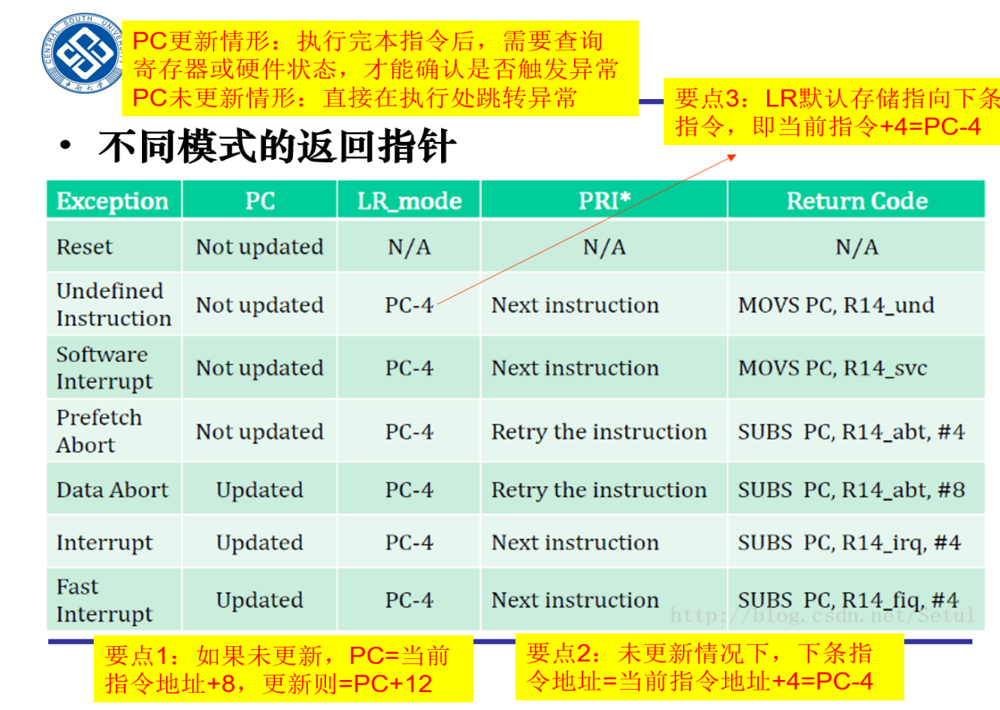 CENTRAL SOUTH UNIVER
中南大学
PC更新情形：执行完本指令后，需要查询
寄存器或硬件状态，才能确认是否触发异常
PC未更新情形：直接在执行处跳转异常
要点3：LR默认存储指向下条
指令，即当前指令+4=PC-4
• 不同模式的返回指针
Exception PC LR_mode PRI* Return Code
Reset Not updated N/A N/A N/A
Undefined
Instruction Not updated PC-4 Next instruction MOVS PC, R14_und
Software
Interrupt Not updated PC-4 Next instruction MOVS PC, R14_svc
Prefetch
Abort Not updated PC-4 Retry the instruction SUBS PC, R14_abt, #4
Data Abort Updated PC-4 Retry the instruction SUBS PC, R14_abt, #8
Interrupt Updated PC-4 Next instruction SUBS PC, R14_irq, #4
Fast
Interrupt Updated PC-4 Next instruction SUBS PC, R14_fiq, #4
http://blog.csdn.net/Setul
要点1：如果未更新，PC=当前
指令地址+8，更新则=PC+12
要点2：未更新情况下，下条指
令地址=当前指令地址+4=PC-4